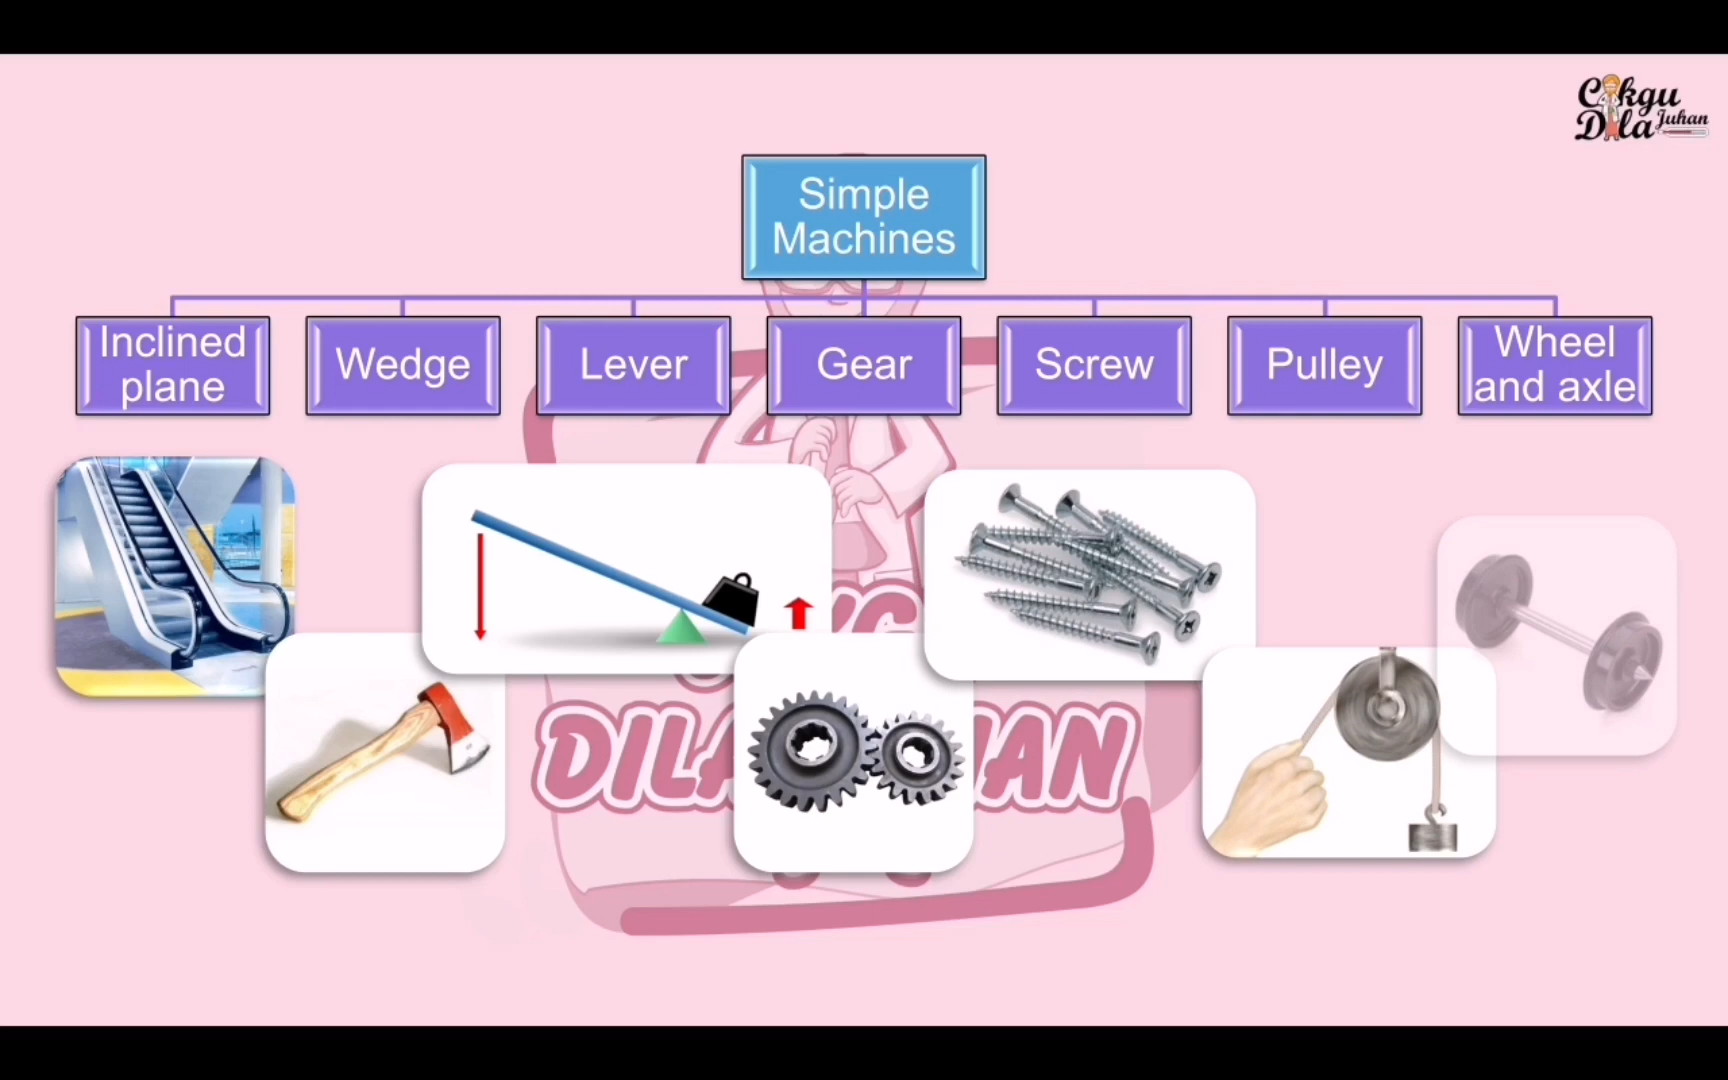 Cikgu
Dila Juhan
Simple
Machines
Inclined
plane
Wedge
Lever
Gear
Screw
Pulley
Wheel
and axle